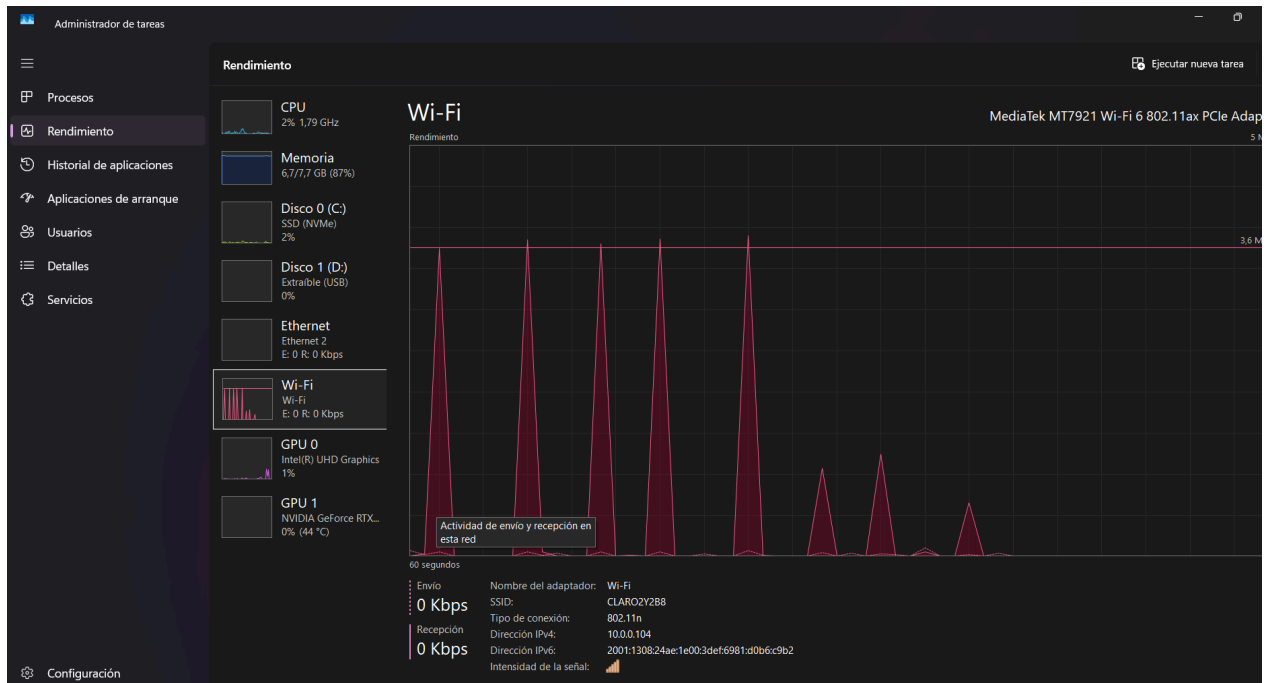 Administrador de tareas
Rendimiento
Ejecutar nueva tarea
Procesos
Rendimiento
Historial de aplicaciones
Aplicaciones de arranque
Usuarios
Detalles
Servicios
Configuración
CPU
2% 1,79 GHz
Memoria
6,7/7,7 GB (87%)
Disco 0 (C:)
SSD (NVMe)
2%
Disco 1 (D:)
Extraíble (USB)
0%
Ethernet
Ethernet 2
E: 0 R: 0 Kbps
Wi-Fi
Wi-Fi
E: 0 R: 0 Kbps
GPU 0
Intel(R) UHD Graphics
1%
GPU 1
NVIDIA GeForce RTX...
0% (44 °C)
Wi-Fi
MediaTek MT7921 Wi-Fi 6 802.11ax PCIe Adap
Rendimiento
5 M
3,6 M
Actividad de envío y recepción en
esta red
60 segundos
Envío
0 Kbps
Recepción
0 Kbps
Nombre del adaptador: Wi-Fi
SSID: CLARO2Y2B8
Tipo de conexión: 802.11n
Dirección IPv4: 10.0.0.104
Dirección IPv6: 2001:1308:24ae:1e00:3def:6981:d0b6:c9b2
Intensidad de la señal: